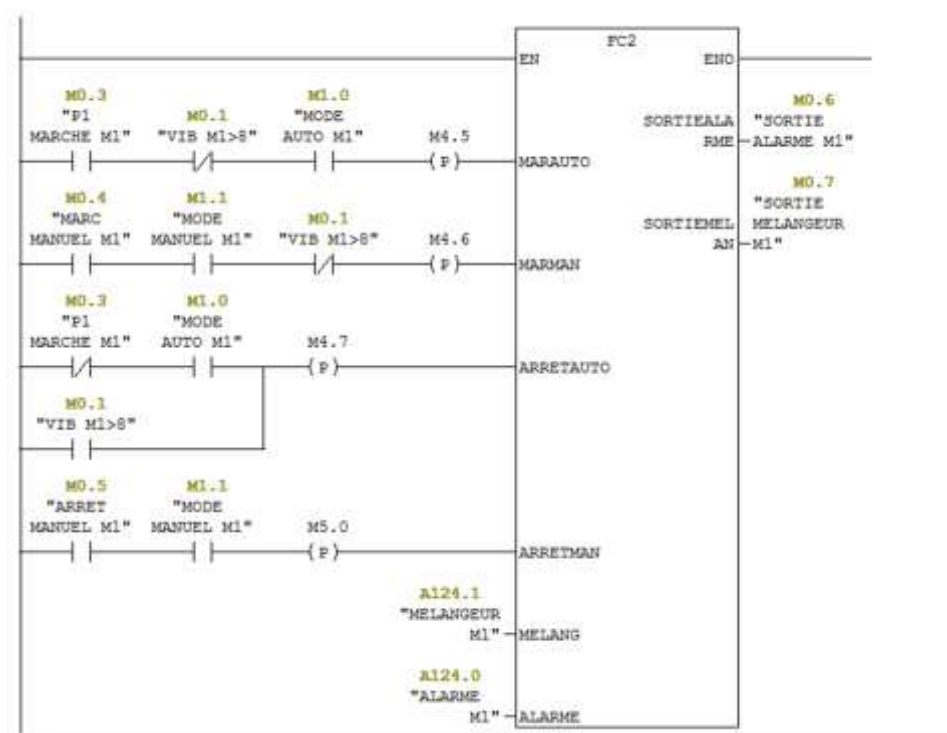 FC2
EN ENO
M0.3
"P1
MARCHE M1"
M0.1
"VIB M1>8"
M1.0
"MODE
AUTO M1"
M4.5
( P )
MARAUTO
SORTIEALA
RME
M0.6
"SORTIE
ALARME M1"
M0.4
"MARC
MANUEL M1"
M1.1
"MODE
MANUEL M1"
M0.1
"VIB M1>8"
M4.6
( P )
MARMAN
SORTIEMEL
AN
M0.7
"SORTIE
MELANGEUR
M1"
M0.3
"P1
MARCHE M1"
M1.0
"MODE
AUTO M1"
M4.7
( P )
ARRETAUTO
M0.1
"VIB M1>8"
M0.5
"ARRET
MANUEL M1"
M1.1
"MODE
MANUEL M1"
M5.0
( P )
ARRETMAN
A124.1
"MELANGEUR
M1"
MELANG
A124.0
"ALARME
M1"
ALARME